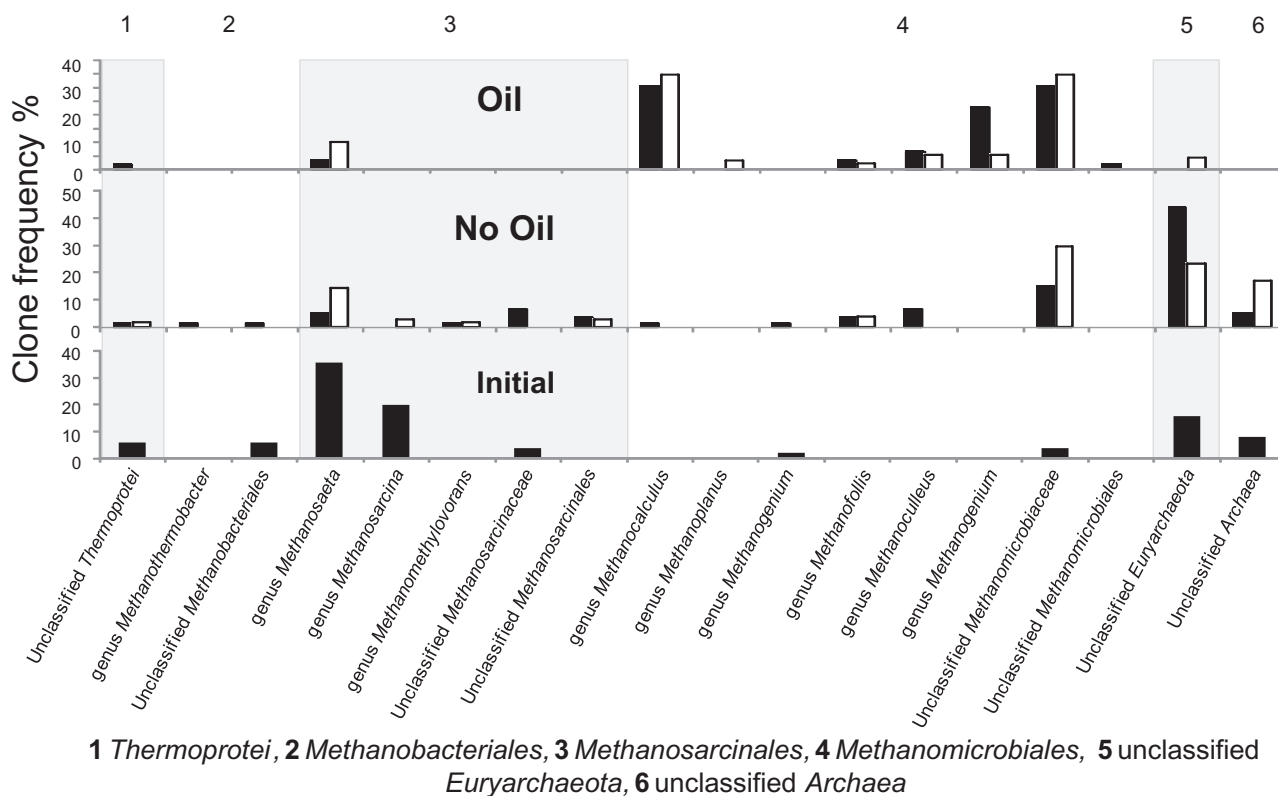 1 2 3 4 5 6
Clone frequency %
40
30
20
10
0
Oil
50
40
30
20
10
0
No Oil
40
30
20
10
0
Initial
Unclassified Thermoprotei
genus Methanothermobacter
Unclassified Methanobacteriales
genus Methanosaeta
genus Methanosarcina
genus Methanomethylovorans
Unclassified Methanosarcinaceae
Unclassified Methanosarcinales
genus Methanocalculus
genus Methanoplanus
genus Methanogenium
genus Methanofollis
genus Methanoculleus
genus Methanogenium
Unclassified Methanomicrobiaceae
Unclassified Methanomicrobiales
Unclassified Euryarchaeota
Unclassified Archaea
1 Thermoprotei, 2 Methanobacteriales, 3 Methanosarcinales, 4 Methanomicrobiales, 5 unclassified
Euryarchaeota, 6 unclassified Archaea